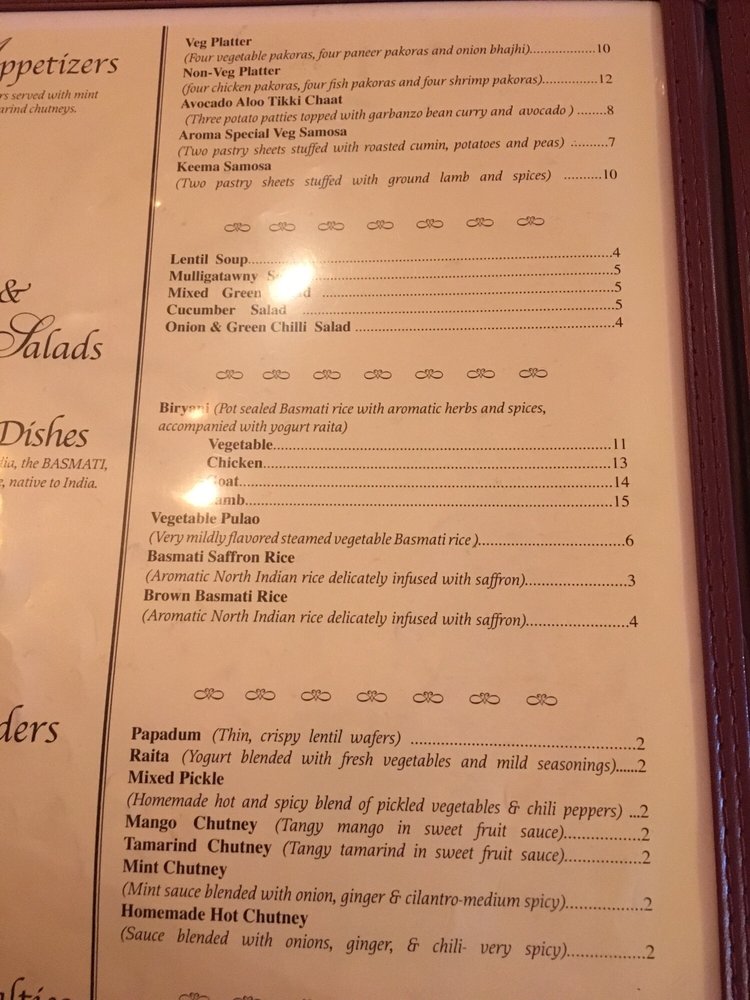 ppetizers
rs served with mint
arind chutneys.
&
Salads
Dishes
dia, the BASMATI,
e, native to India.
ders
Veg Platter
(Four vegetable pakoras, four paneer pakoras and onion bhajhi)..................10
Non-Veg Platter
(four chicken pakoras, four fish pakoras and four shrimp pakoras)...............12
Avocado Aloo Tikki Chaat
(Three potato patties topped with garbanzo bean curry and avocado ) ........8
Aroma Special Veg Samosa
(Two pastry sheets stuffed with roasted cumin, potatoes and peas) ..........7
Keema Samosa
(Two pastry sheets stuffed with ground lamb and spices) ..........10
Lentil Soup....................................................................................4
Mulligatawny S ....................................................................................5
Mixed Green d ....................................................................................5
Cucumber Salad ....................................................................................5
Onion & Green Chilli Salad ..................................................................4
Biryani (Pot sealed Basmati rice with aromatic herbs and spices,
accompanied with yogurt raita)
Vegetable....................................................................................11
Chicken....................................................................................13
Goat....................................................................................14
Lamb....................................................................................15
Vegetable Pulao
(Very mildly flavored steamed vegetable Basmati rice )....................................6
Basmati Saffron Rice
(Aromatic North Indian rice delicately infused with saffron).........................3
Brown Basmati Rice
(Aromatic North Indian rice delicately infused with saffron)..........................4
Papadum (Thin, crispy lentil wafers) ......................................................2
Raita (Yogurt blended with fresh vegetables and mild seasonings)......2
Mixed Pickle
(Homemade hot and spicy blend of pickled vegetables & chili peppers) ...2
Mango Chutney (Tangy mango in sweet fruit sauce)...................2
Tamarind Chutney (Tangy tamarind in sweet fruit sauce)...................2
Mint Chutney
(Mint sauce blended with onion, ginger & cilantro-medium spicy)...................2
Homemade Hot Chutney
(Sauce blended with onions, ginger, & chili- very spicy)...................2